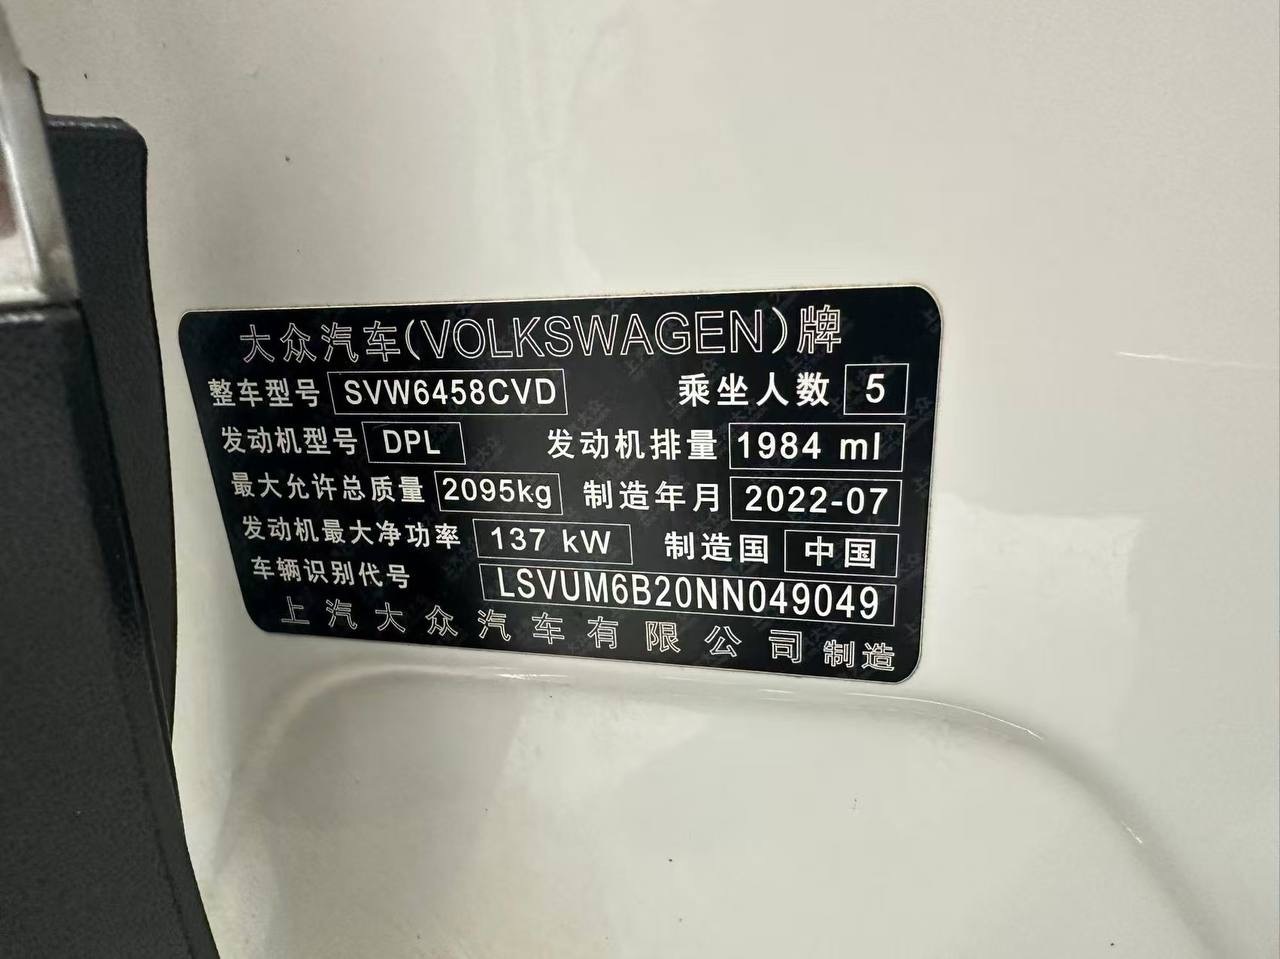 大众汽车(VOLKSWAGEN)牌
整车型号 SVW6458CVD 乘坐人数 5
发动机型号 DPL 发动机排量 1984 ml
最大允许总质量 2095kg 制造年月 2022-07
发动机最大净功率 137 kW 制造国 中国
车辆识别代号 LSVUM6B20NN049049
上汽大众汽车有限公司 制造